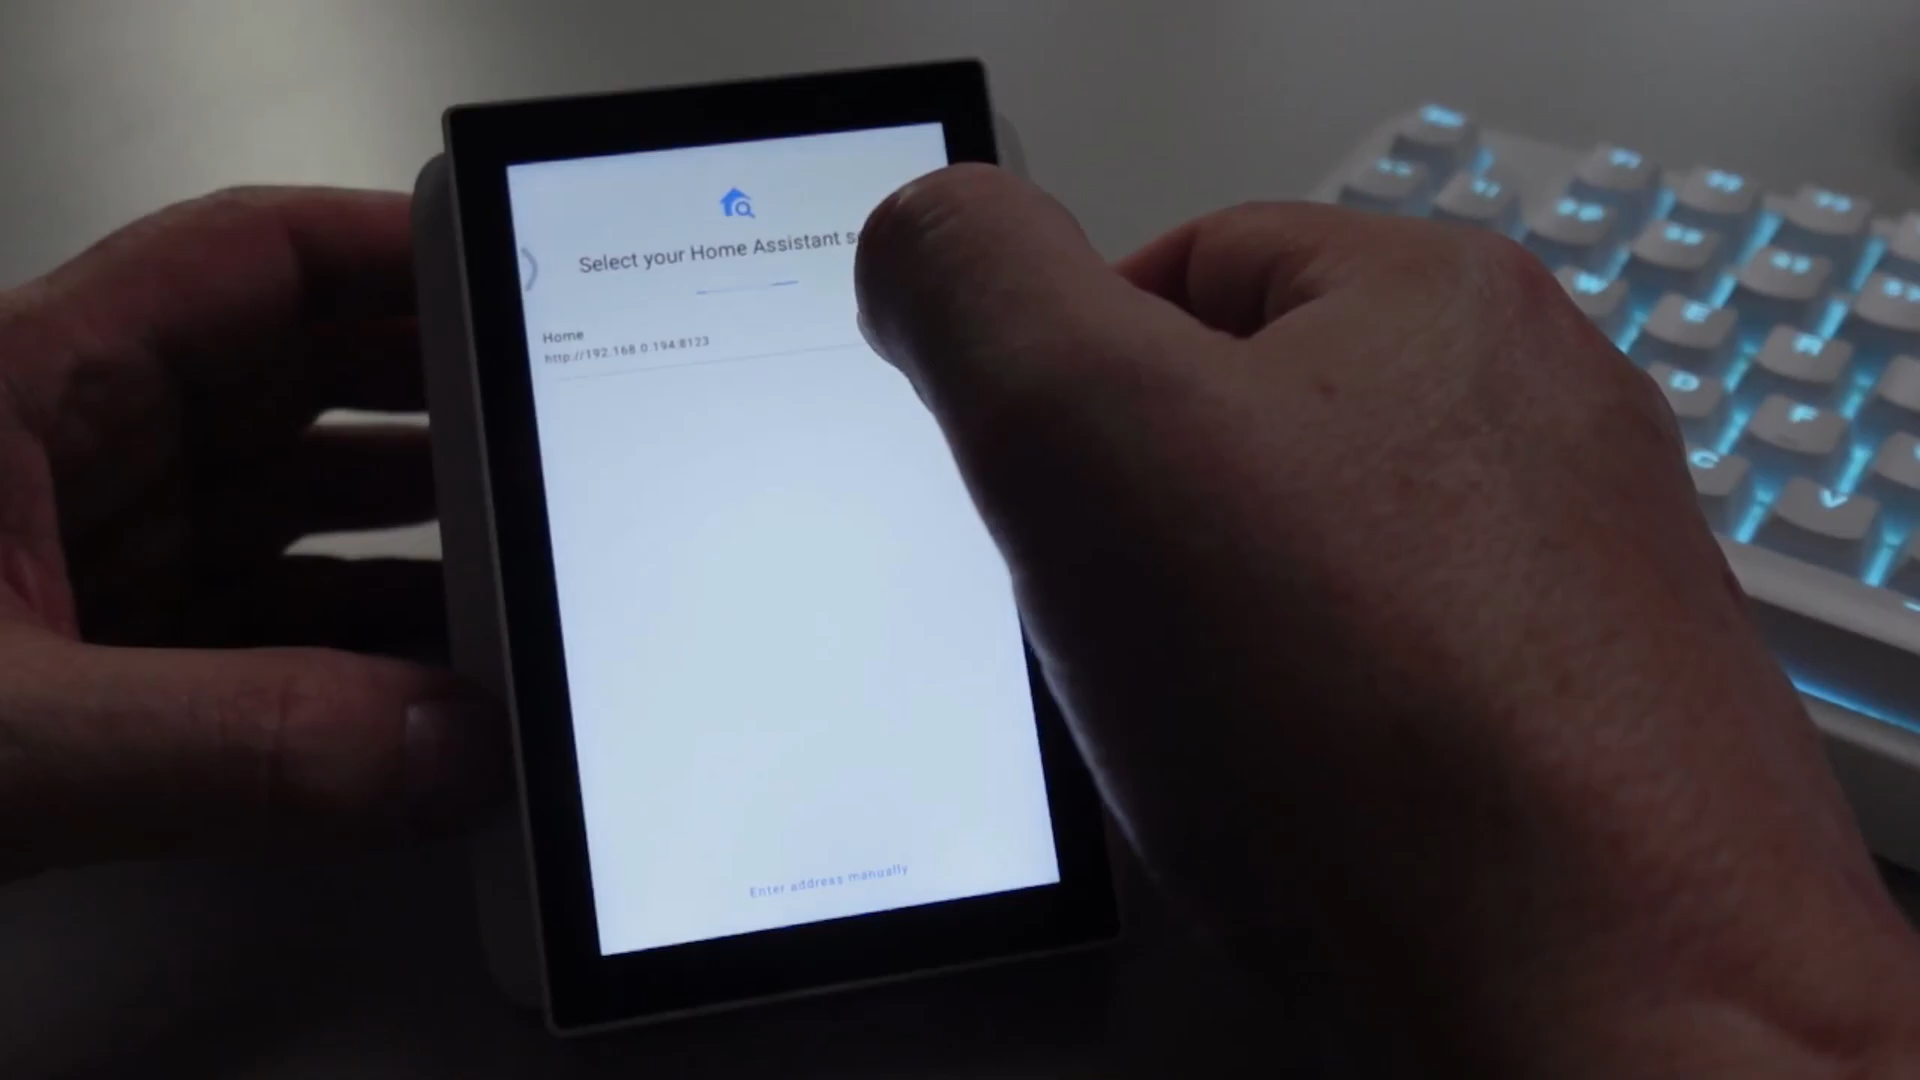 Select your Home Assistant s
Home
http://192.168.0.194:8123
Enter address manually
W
E
R
D
F
C
V